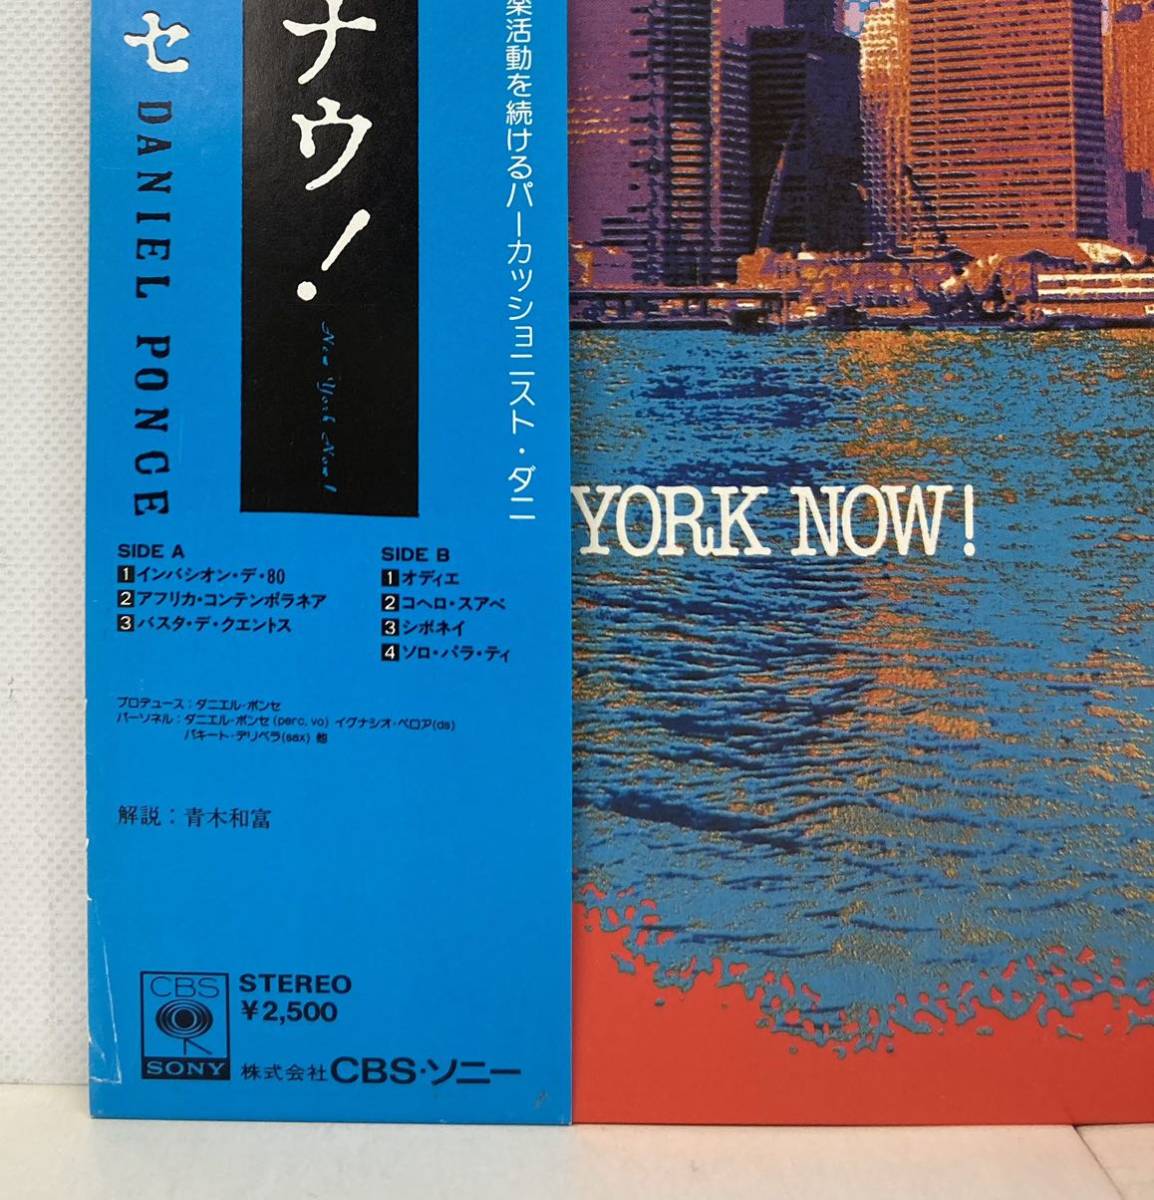 楽活動を続けるパーカッショニスト・ダニ
ナウ!
New York Now!
セ DANIEL PONCE
YORK NOW!
SIDE A
1 インバシオン・デ・80
2 アフリカ・コンテンポラネア
3 バスタ・デ・クエントス
SIDE B
1 オディエ
2 コヘロ・スアベ
3 シボネイ
4 ソロ・パラ・ティ
プロデュース：ダニエル・ポンセ
パーソネル：ダニエル・ポンセ(perc, vo) イグナシオ・ベロア(ds)
パキート・デリベラ(sax) 他
解説：青木和富
CBS
SONY
STEREO
¥2,500
株式会社CBS・ソニー